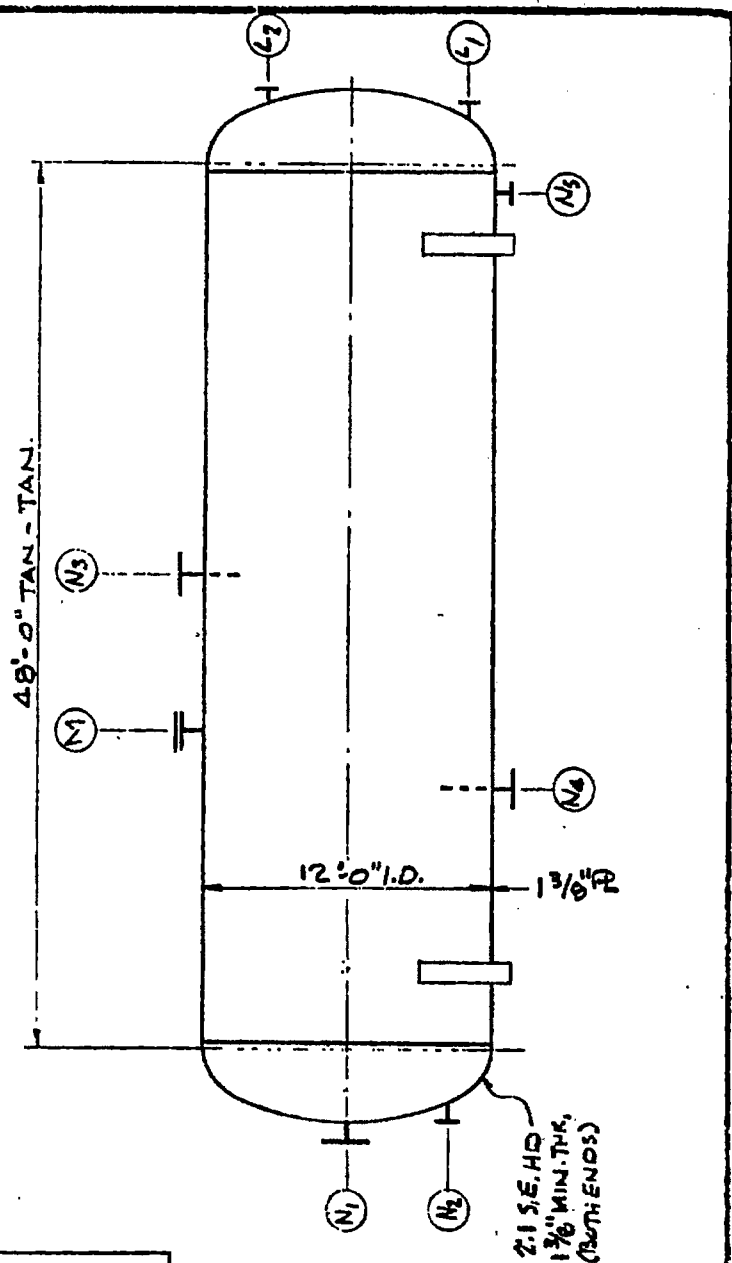 L2
L1
N5
48'-0" TAN - TAN.
N3
M
N4
12'-0" I.D.
1 3/8" PL
N1
N2
2:1 S.E. HD
1 3/8" MIN. THK,
(BOTH ENDS)